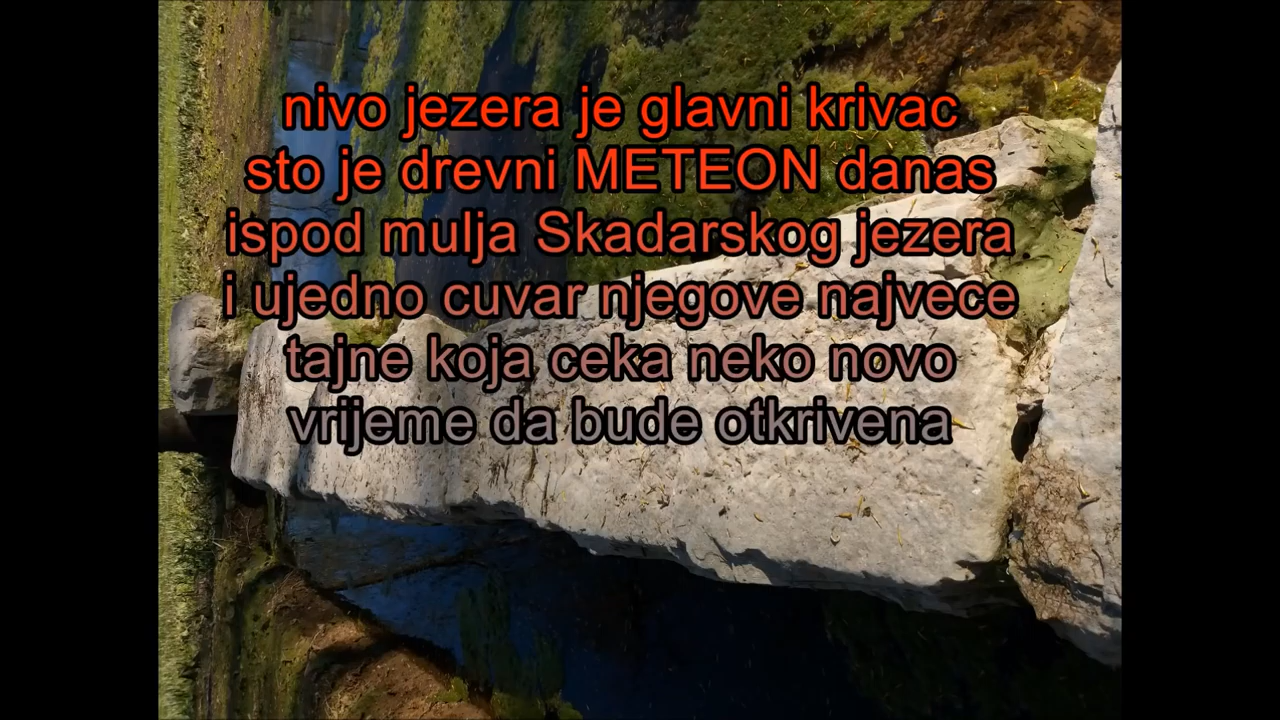 nivo jezera je glavni krivac
sto je drevni METEON danas
ispod mulja Skadarskog jezera
i ujedno cuvar njegove najvece
tajne koja ceka neko novo
vrijeme da bude otkrivena